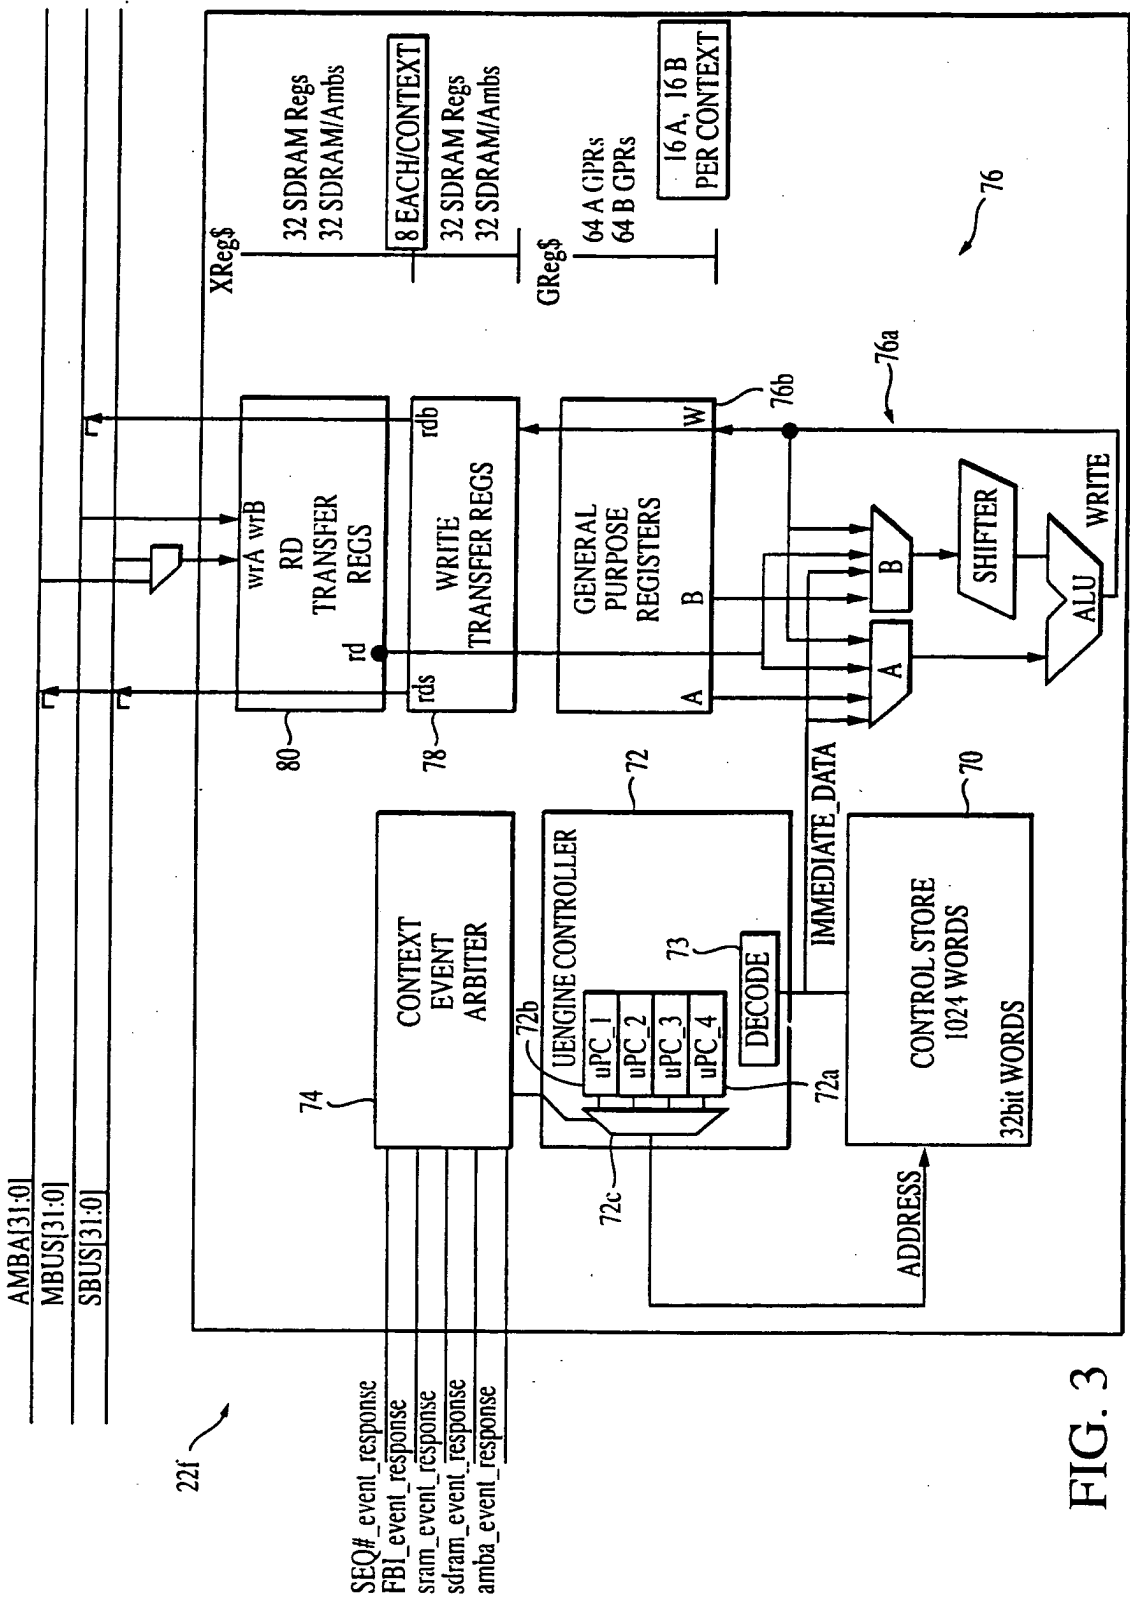 AMBA[31:0]
MBUS[31:0]
SBUS[31:0]
22f
SEQ#_event_response
FBI_event_response
sram_event_response
sdram_event_response
amba_event_response
74
CONTEXT
EVENT
ARBITER
72
UENGINE CONTROLLER
72b
uPC_1
uPC_2
uPC_3
uPC_4
72a
72c
73
DECODE
IMMEDIATE_DATA
70
CONTROL STORE
1024 WORDS
32bit WORDS
ADDRESS
80
wrA wrB
RD
TRANSFER
REGS
rd
78
rds
rdb
WRITE
TRANSFER REGS
GENERAL
PURPOSE
REGISTERS
A
B
W
76b
76a
A
B
SHIFTER
ALU
WRITE
76
XReg$
32 SDRAM Regs
32 SDRAM/Ambs
8 EACH/CONTEXT
32 SDRAM Regs
32 SDRAM/Ambs
GReg$
64 A GPRs
64 B GPRs
16 A, 16 B
PER CONTEXT
FIG. 3